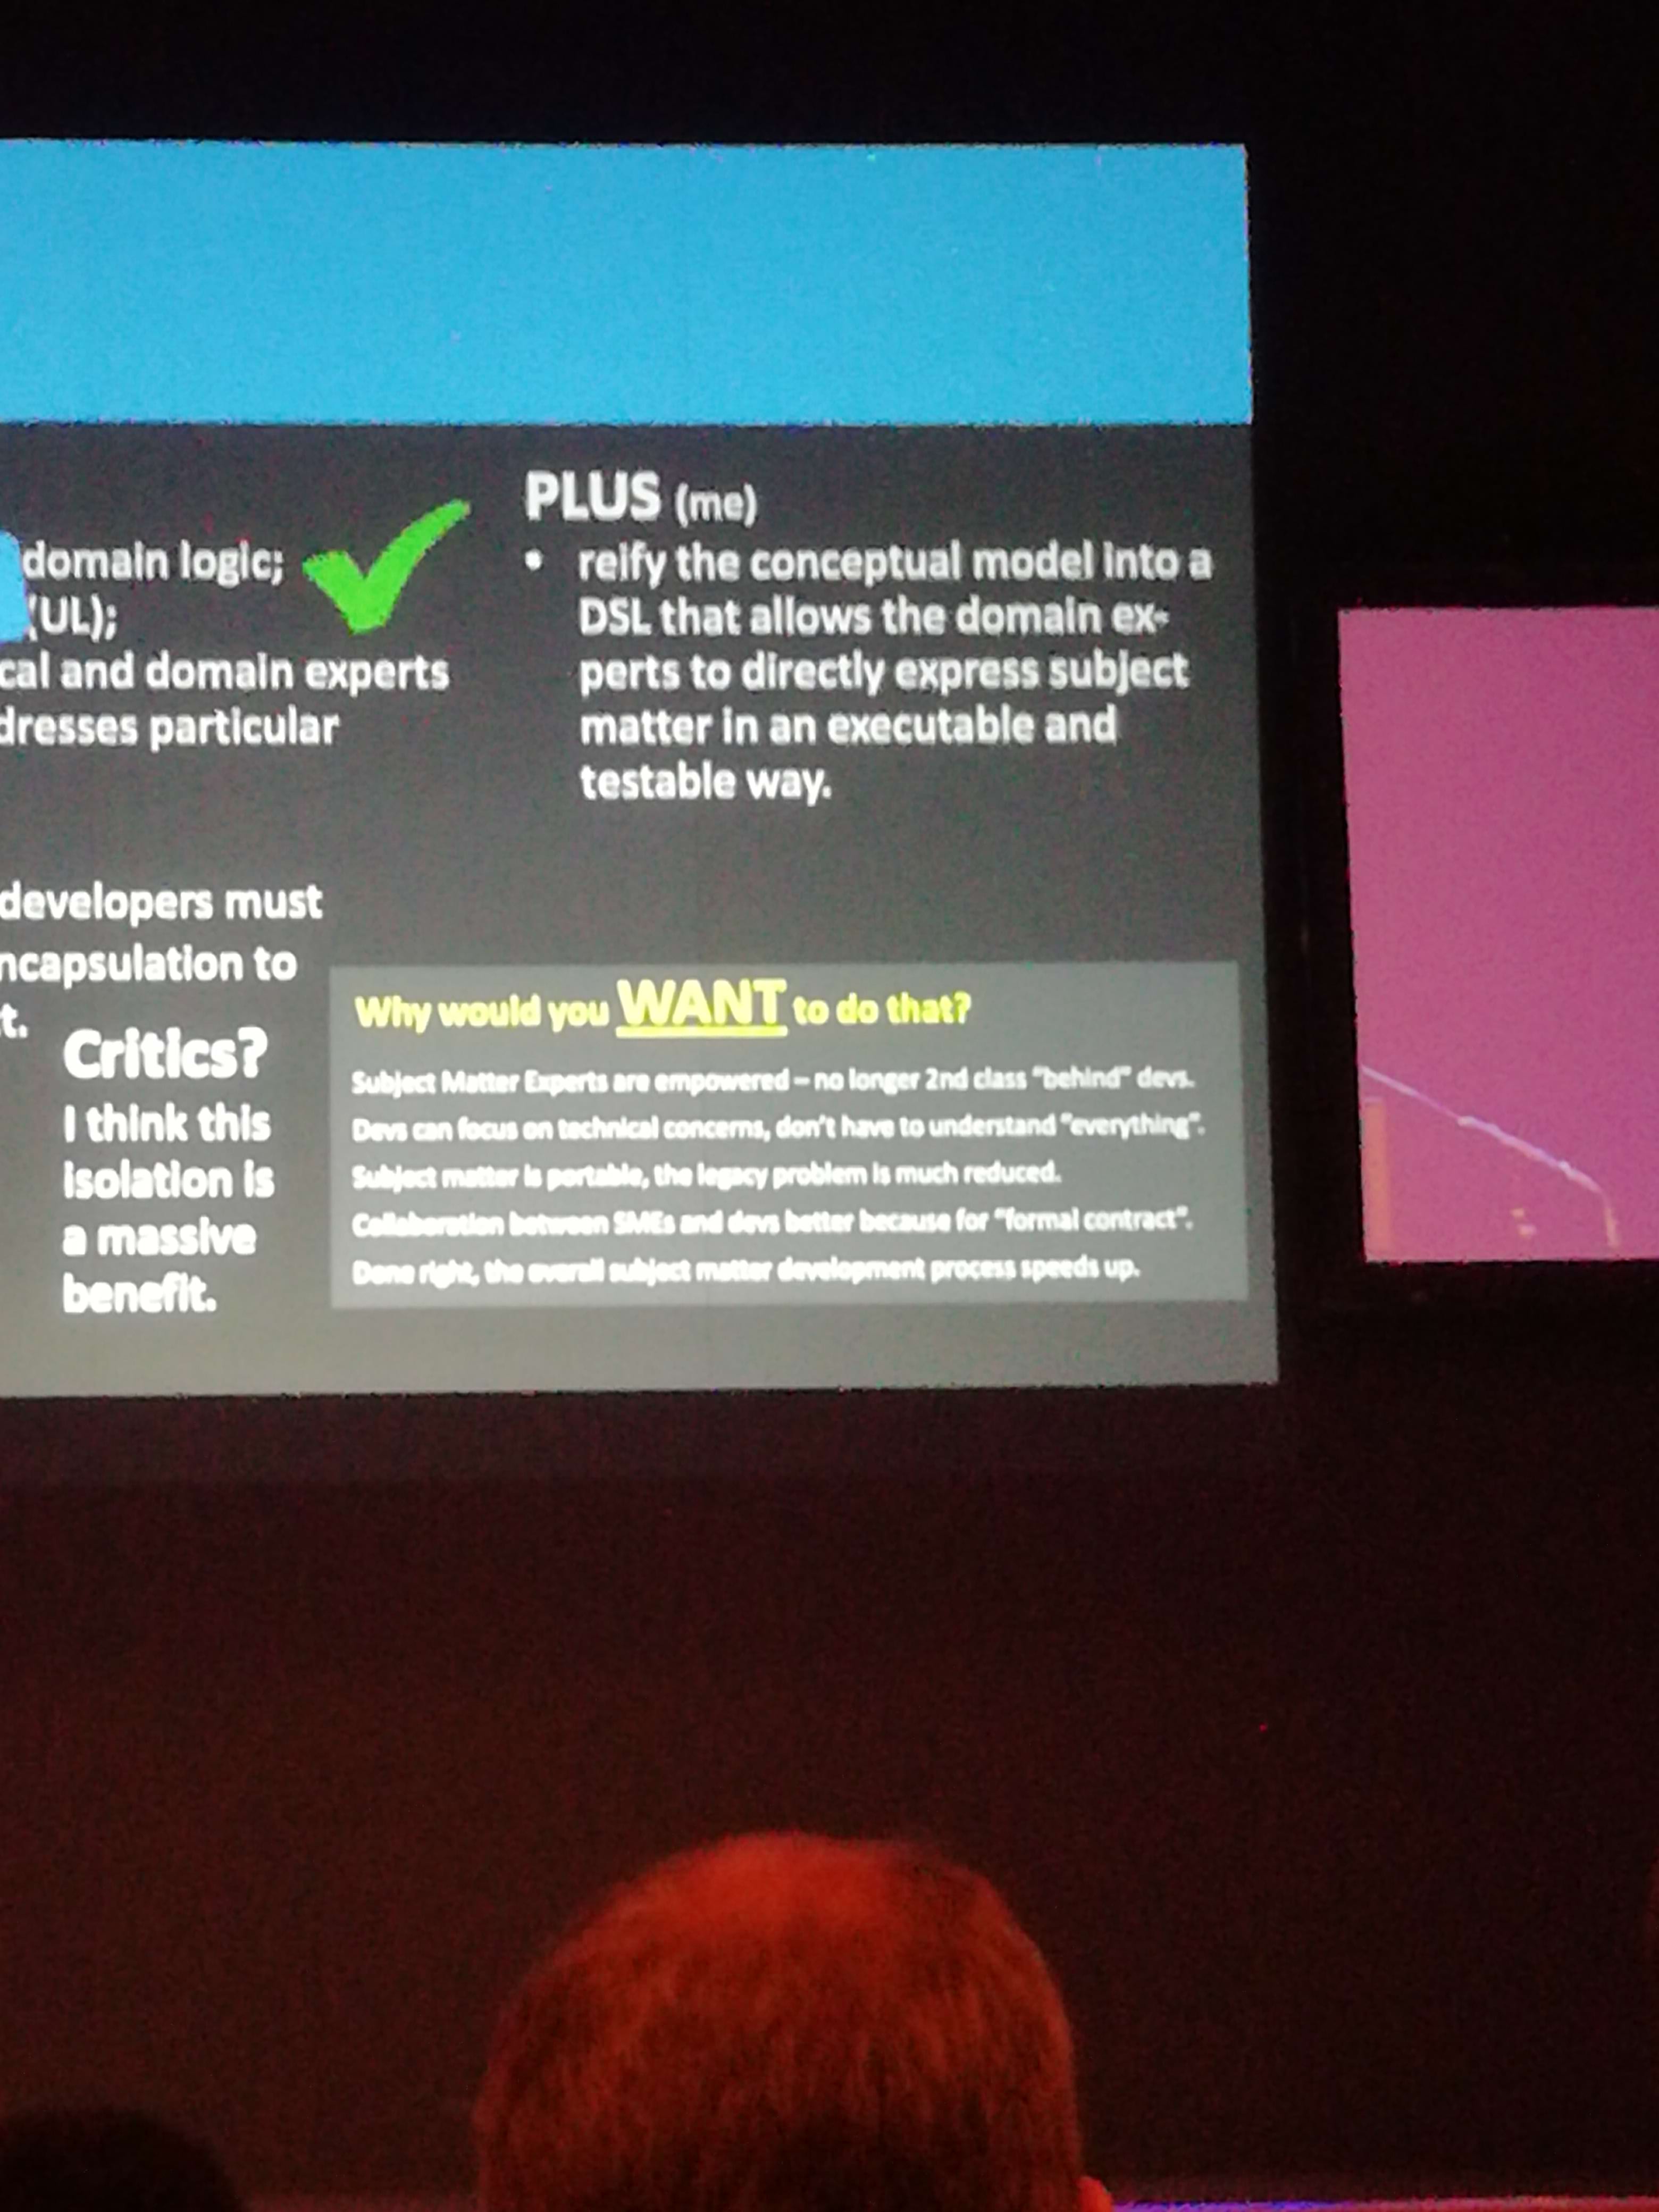 domain logic;
(UL);
cal and domain experts
dresses particular
developers must
ncapsulation to
t.
Critics?
I think this
isolation is
a massive
benefit.
PLUS (me)
• reify the conceptual model into a
DSL that allows the domain ex-
perts to directly express subject
matter in an executable and
testable way.
Why would you WANT to do that?
Subject Matter Experts are empowered – no longer 2nd class "behind" devs.
Devs can focus on technical concerns, don't have to understand "everything".
Subject matter is portable, the legacy problem is much reduced.
Collaboration between SMEs and devs better because for "formal contract".
Done right, the overall subject matter development process speeds up.